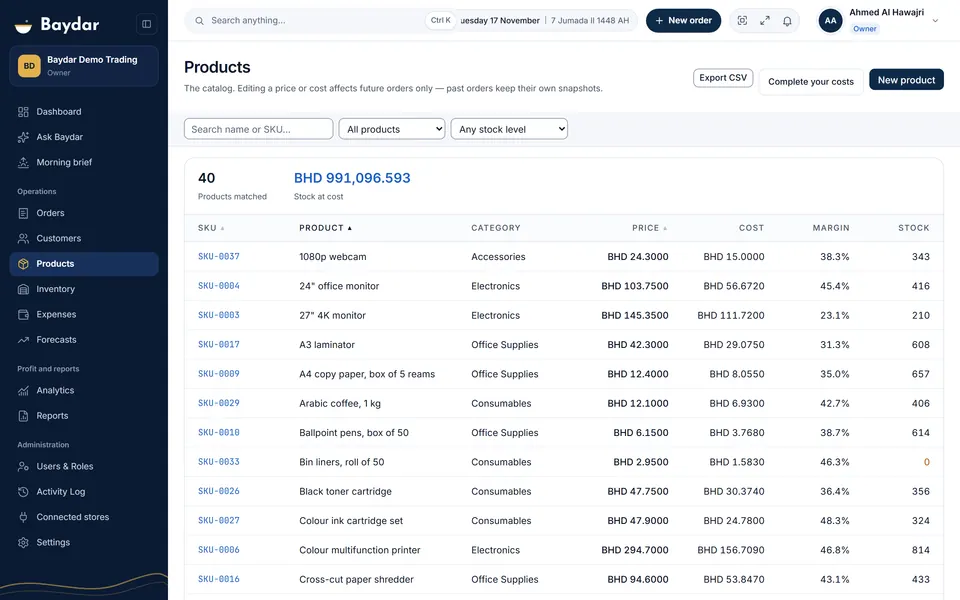 Baydar
BD
Baydar Demo Trading
Owner
Dashboard
Ask Baydar
Morning brief
Operations
Orders
Customers
Products
Inventory
Expenses
Forecasts
Profit and reports
Analytics
Reports
Administration
Users & Roles
Activity Log
Connected stores
Settings
Search anything...
Ctrl K
uesday 17 November | 7 Jumada II 1448 AH
+ New order
AA
Ahmed Al Hawajri
Owner
Products
The catalog. Editing a price or cost affects future orders only — past orders keep their own snapshots.
Export CSV
Complete your costs
New product
Search name or SKU...
All products
Any stock level
40
Products matched
BHD 991,096.593
Stock at cost
SKU ▲ PRODUCT ▲ CATEGORY PRICE ▲ COST MARGIN STOCK
SKU-0037 1080p webcam Accessories BHD 24.3000 BHD 15.0000 38.3% 343
SKU-0004 24" office monitor Electronics BHD 103.7500 BHD 56.6720 45.4% 416
SKU-0003 27" 4K monitor Electronics BHD 145.3500 BHD 111.7200 23.1% 210
SKU-0017 A3 laminator Office Supplies BHD 42.3000 BHD 29.0750 31.3% 608
SKU-0009 A4 copy paper, box of 5 reams Office Supplies BHD 12.4000 BHD 8.0550 35.0% 657
SKU-0029 Arabic coffee, 1 kg Consumables BHD 12.1000 BHD 6.9300 42.7% 406
SKU-0010 Ballpoint pens, box of 50 Office Supplies BHD 6.1500 BHD 3.7680 38.7% 614
SKU-0033 Bin liners, roll of 50 Consumables BHD 2.9500 BHD 1.5830 46.3% 0
SKU-0026 Black toner cartridge Consumables BHD 47.7500 BHD 30.3740 36.4% 356
SKU-0027 Colour ink cartridge set Consumables BHD 47.9000 BHD 24.7800 48.3% 324
SKU-0006 Colour multifunction printer Electronics BHD 294.7000 BHD 156.7090 46.8% 814
SKU-0016 Cross-cut paper shredder Office Supplies BHD 94.6000 BHD 53.8470 43.1% 433